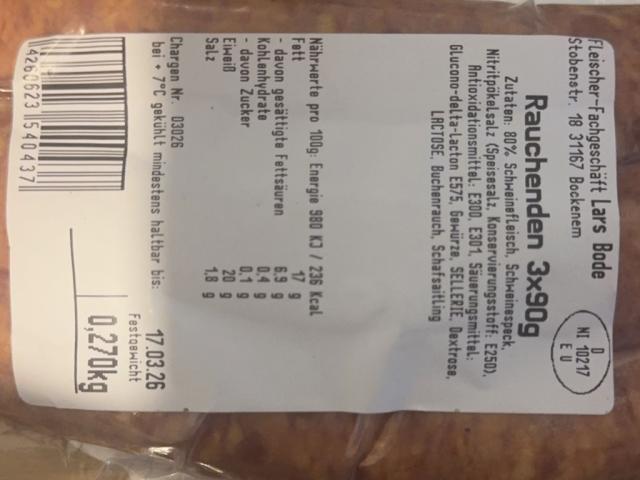 Fleischer-Fachgeschäft Lars Bode
Stobenstr. 18 31167 Bockenem
D
NI 10217
EU
Rauchenden 3x90g
Zutaten: 80% Schweinefleisch, Schweinespeck,
Nitritpökelsalz (Speisesalz, Konservierungsstoff: E250),
Antioxidationsmittel: E300, E301, Säuerungsmittel:
Glucono-delta-Lacton E575, Gewürze, SELLERIE, Dextrose,
LACTOSE, Buchenrauch, Schafsaitling
Nährwerte pro 100g: Energie 980 KJ / 236 Kcal
Fett 17 g
- davon gesättigte Fettsäuren 6,9 g
Kohlenhydrate 0,4 g
- davon Zucker 0,1 g
Eiweiß 20 g
Salz 1,8 g
Chargen Nr. 03026
bei + 7°C gekühlt mindestens haltbar bis: 17.03.26
Festgewicht
0,270kg
4260623540437